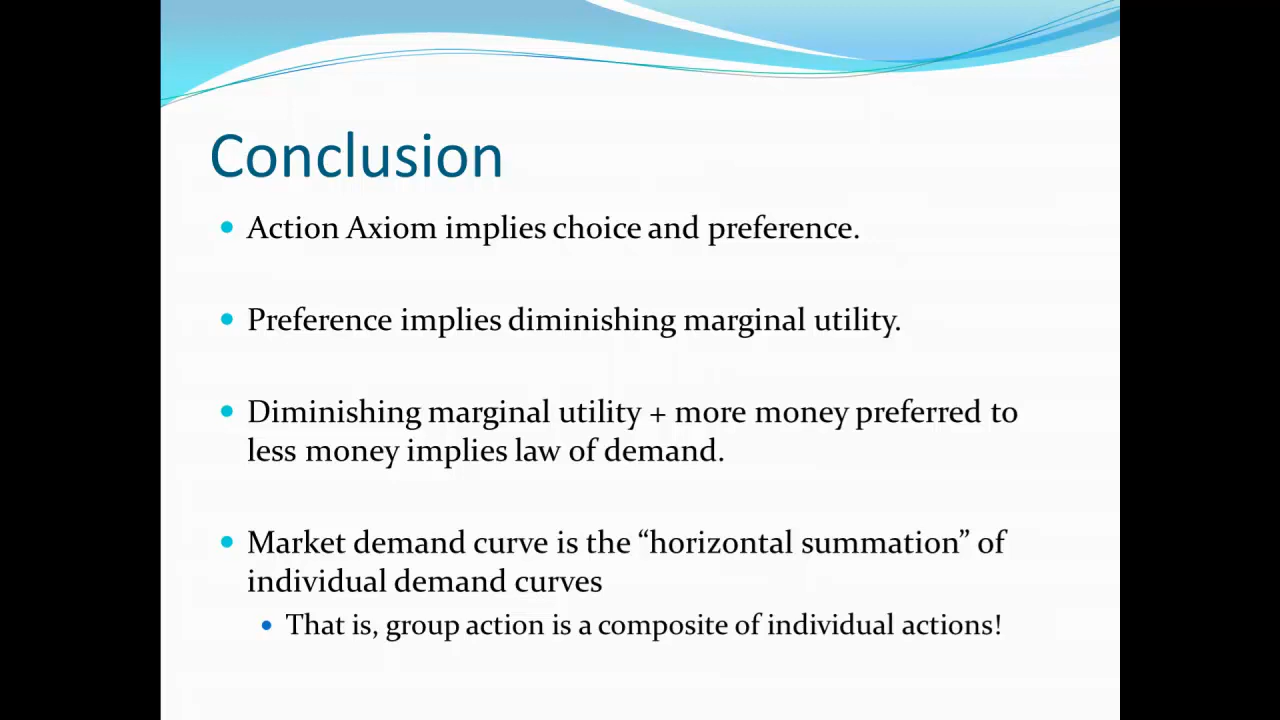 Conclusion
Action Axiom implies choice and preference.
Preference implies diminishing marginal utility.
Diminishing marginal utility + more money preferred to
less money implies law of demand.
Market demand curve is the “horizontal summation” of
individual demand curves
That is, group action is a composite of individual actions!